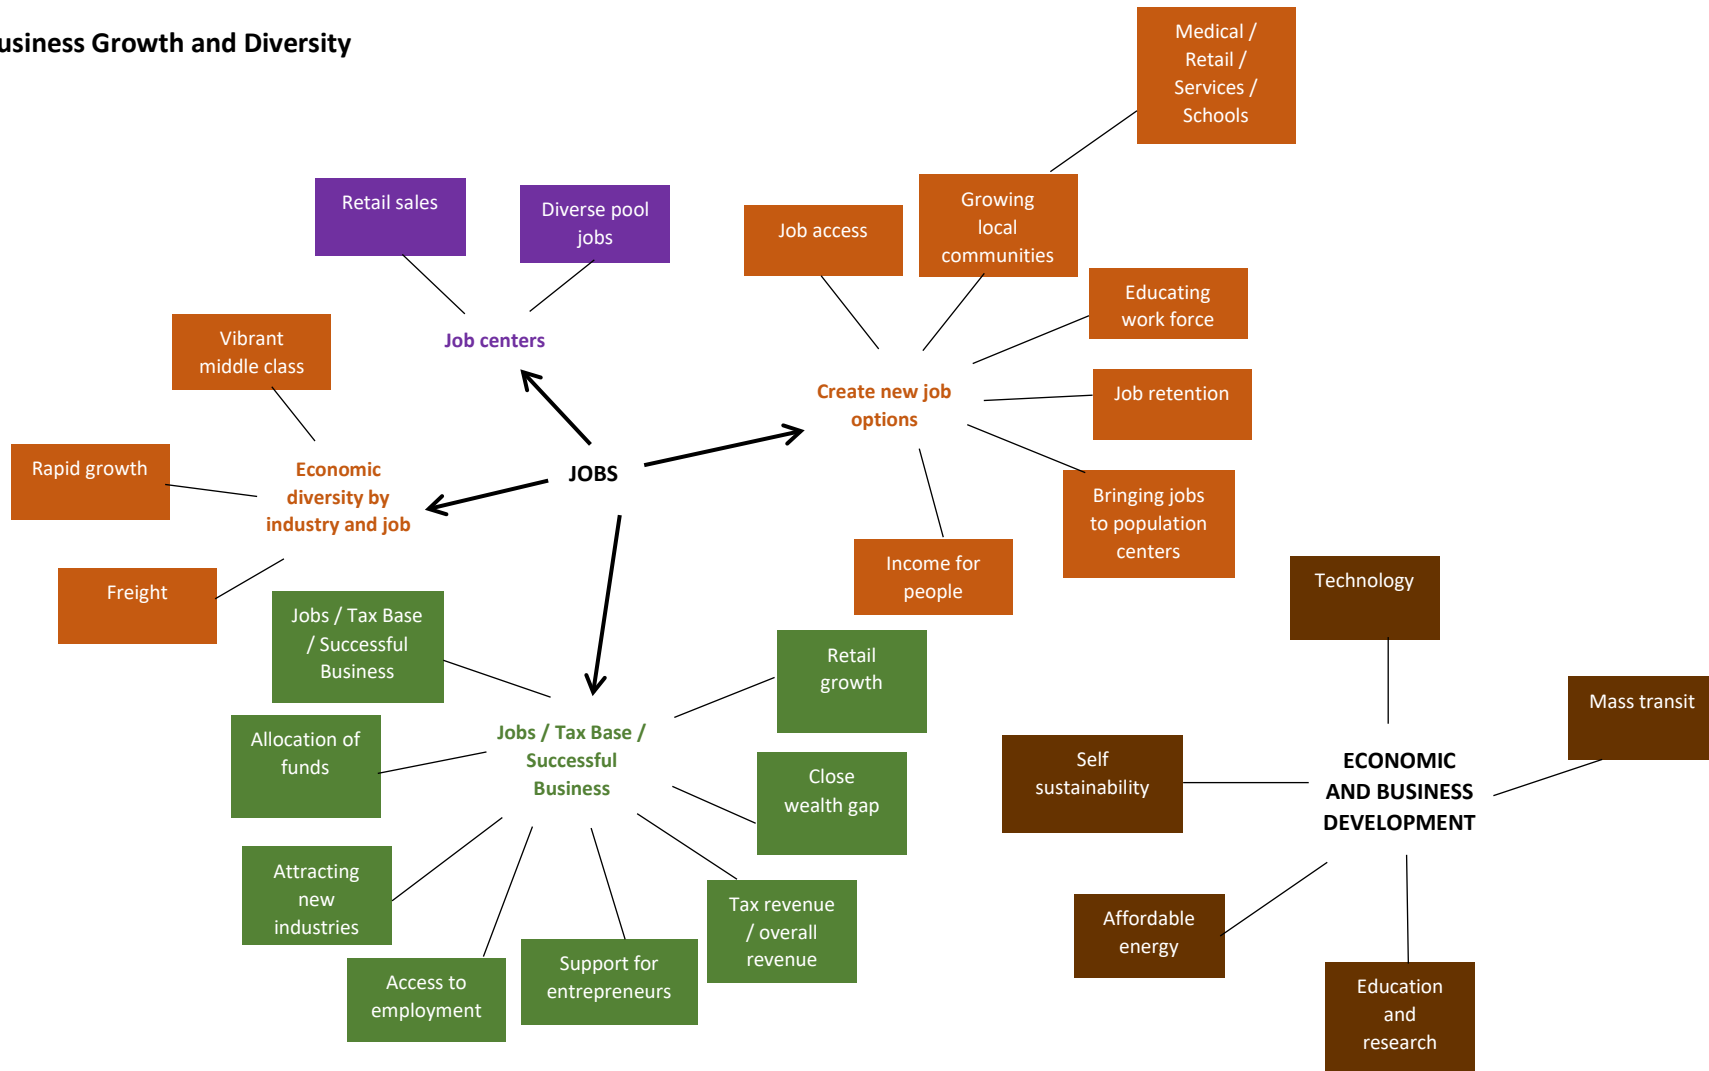 usiness Growth and Diversity
Medical /
Retail /
Services /
Schools
Retail sales
Diverse pool
jobs
Job access
Growing
local
communities
Educating
work force
Vibrant
middle class
Job centers
Create new job
options
Job retention
Rapid growth
Economic
diversity by
industry and job
JOBS
Bringing jobs
to population
centers
Freight
Income for
people
Technology
Jobs / Tax Base
/ Successful
Business
Retail
growth
Mass transit
Allocation of
funds
Jobs / Tax Base /
Successful
Business
Close
wealth gap
Self
sustainability
ECONOMIC
AND BUSINESS
DEVELOPMENT
Attracting
new
industries
Tax revenue
/ overall
revenue
Affordable
energy
Access to
employment
Support for
entrepreneurs
Education
and
research